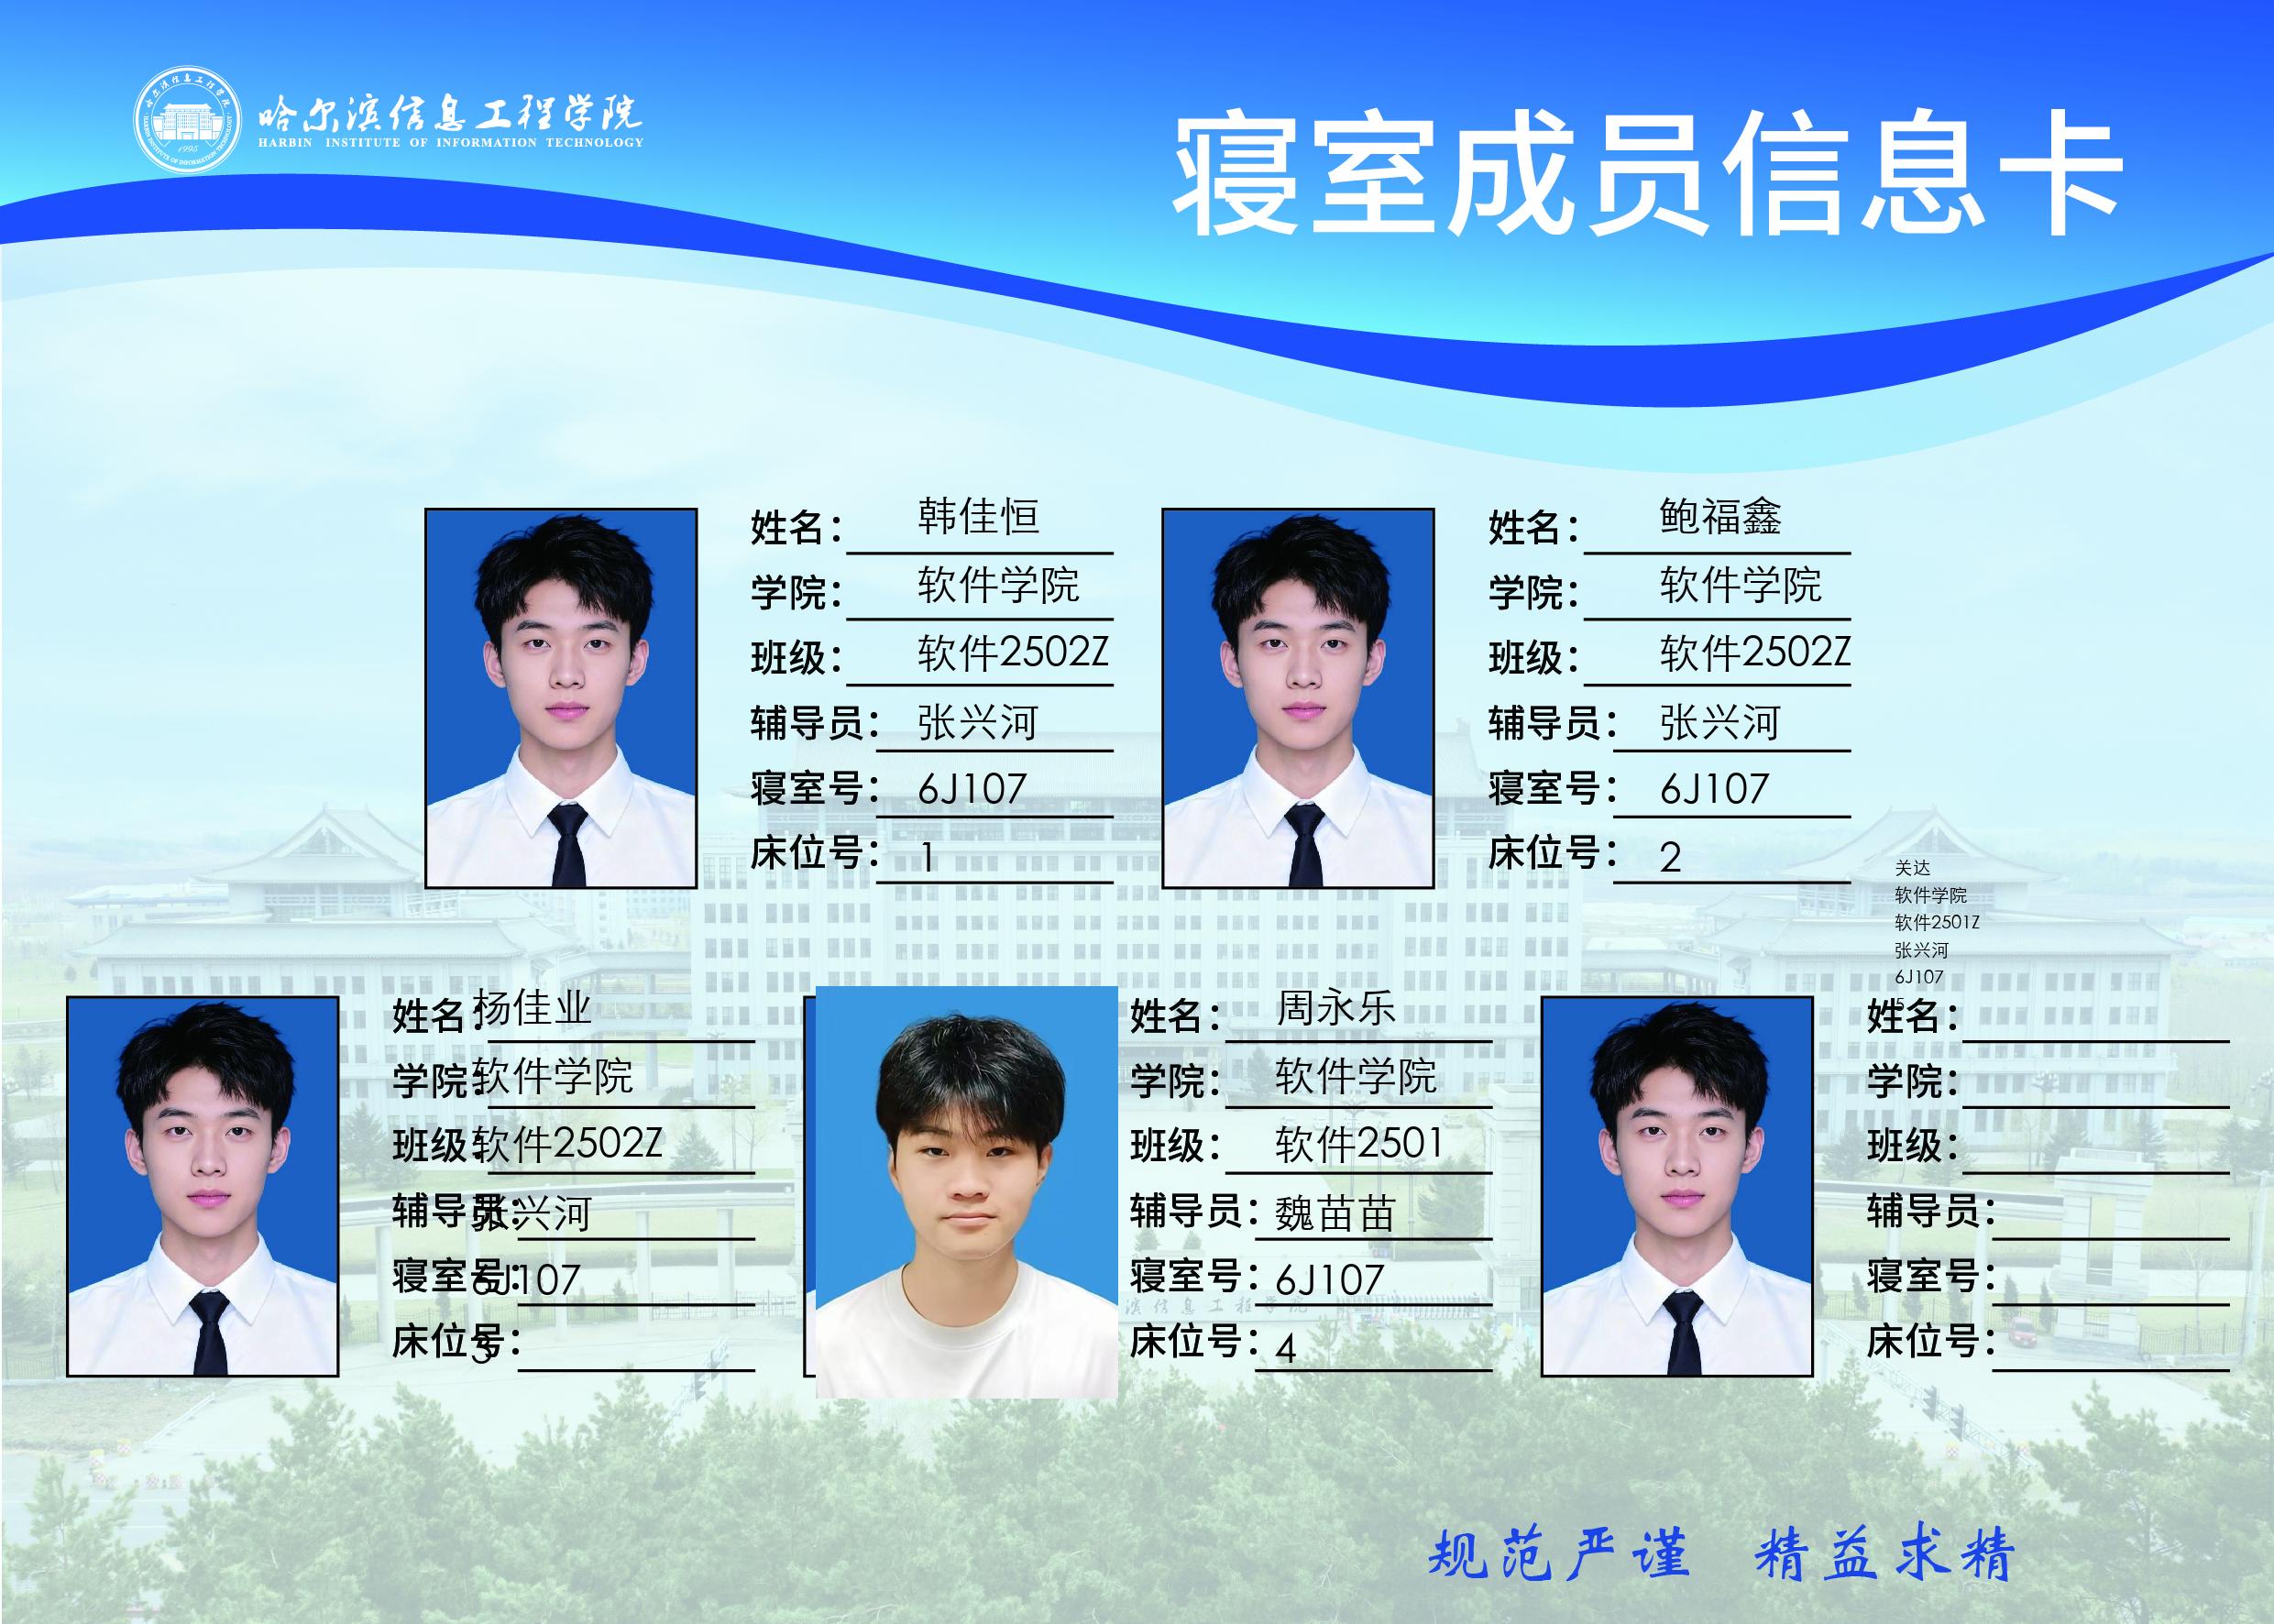 哈尔滨信息工程学院
HARBIN INSTITUTE OF INFORMATION TECHNOLOGY
1995
寝室成员信息卡
姓名：韩佳恒
学院：软件学院
班级：软件2502Z
辅导员：张兴河
寝室号：6J107
床位号：1
姓名：鲍福鑫
学院：软件学院
班级：软件2502Z
辅导员：张兴河
寝室号：6J107
床位号：2
关达
软件学院
软件2501Z
张兴河
6J107
5
姓名：杨佳业
学院：软件学院
班级：软件2502Z
辅导员：张兴河
寝室号：6J107
床位号：3
姓名：周永乐
学院：软件学院
班级：软件2501
辅导员：魏苗苗
寝室号：6J107
床位号：4
姓名：
学院：
班级：
辅导员：
寝室号：
床位号：
滨信息工程学院
规范严谨 精益求精